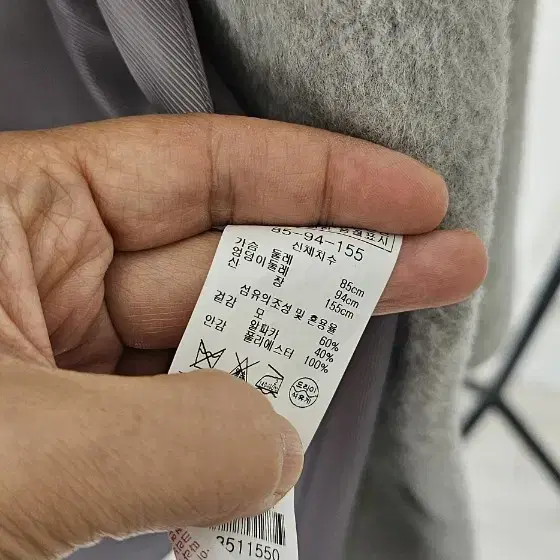 85-94-155
신체치수
가슴 둘레 85cm
엉덩이둘레 94cm
신 장 155cm
섬유의조성 및 혼용율
겉감 모 60%
알파카 40%
안감 폴리에스터 100%
드라이
석유계
3511550